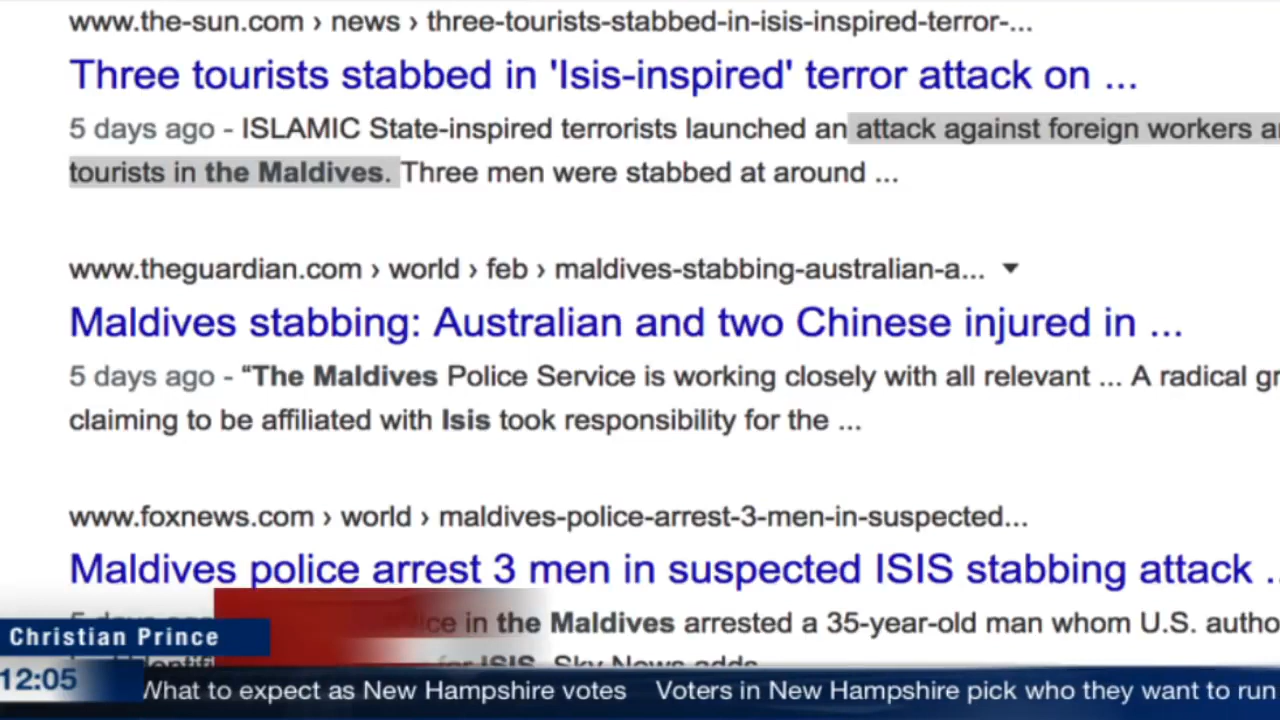 www.the-sun.com › news › three-tourists-stabbed-in-isis-inspired-terror-...
Three tourists stabbed in 'Isis-inspired' terror attack on ...
5 days ago - ISLAMIC State-inspired terrorists launched an attack against foreign workers
tourists in the Maldives. Three men were stabbed at around ...
www.theguardian.com › world › feb › maldives-stabbing-australian-a...
Maldives stabbing: Australian and two Chinese injured in ...
5 days ago - “The Maldives Police Service is working closely with all relevant ... A radical
claiming to be affiliated with Isis took responsibility for the ...
www.foxnews.com › world › maldives-police-arrest-3-men-in-suspected...
Maldives police arrest 3 men in suspected ISIS stabbing attack ..
in the Maldives arrested a 35-year-old man whom U.S.
for ISIS, Sky News adds
Christian Prince
12:05
What to expect as New Hampshire votes Voters in New Hampshire pick who they want to run